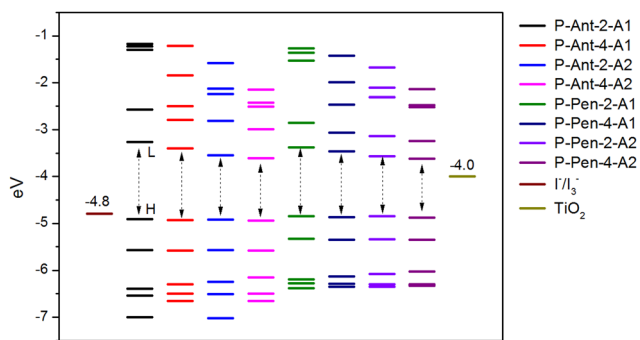 eV
-1
-2
-3
-4
-5
-6
-7
L
H
-4.8
-4.0
P-Ant-2-A1
P-Ant-4-A1
P-Ant-2-A2
P-Ant-4-A2
P-Pen-2-A1
P-Pen-4-A1
P-Pen-2-A2
P-Pen-4-A2
I⁻/I₃⁻
TiO₂